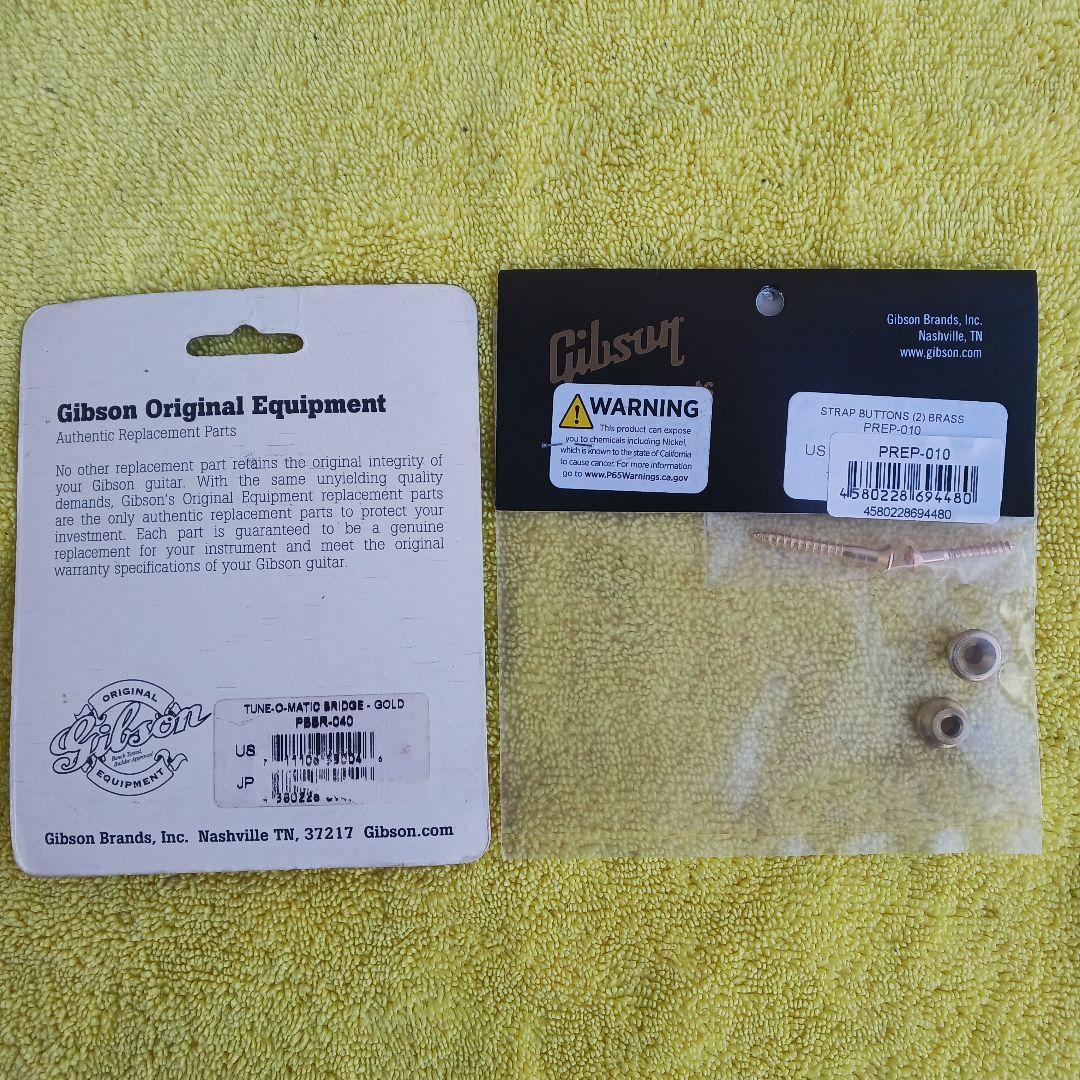 Gibson Original Equipment
Authentic Replacement Parts
No other replacement part retains the original integrity of
your Gibson guitar. With the same unyielding quality
demands, Gibson's Original Equipment replacement parts
are the only authentic replacement parts to protect your
investment. Each part is guaranteed to be a genuine
replacement for your instrument and meet the original
warranty specifications of your Gibson guitar.
ORIGINAL
Gibson
Bench Tested,
Builder Approved
EQUIPMENT
TUNE-O-MATIC BRIDGE - GOLD
PBBR-040
US
JP
Gibson Brands, Inc. Nashville TN, 37217 Gibson.com
Gibson
Gibson Brands, Inc.
Nashville, TN
www.gibson.com
WARNING
This product can expose
you to chemicals including Nickel,
which is known to the state of California
to cause cancer. For more information
go to www.P65Warnings.ca.gov
STRAP BUTTONS (2) BRASS
PREP-010
US
PREP-010
4580228694480
4580228694480